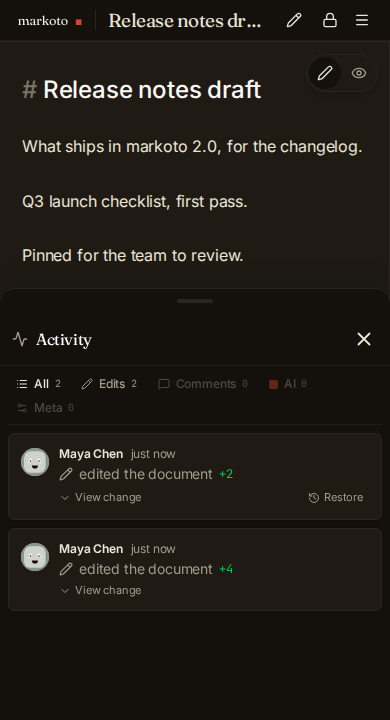 markoto
Release notes dr...
# Release notes draft
What ships in markoto 2.0, for the changelog.
Q3 launch checklist, first pass.
Pinned for the team to review.
Activity
All 2 Edits 2 Comments 0 AI 0
Meta 0
Maya Chen just now
edited the document +2
View change Restore
Maya Chen just now
edited the document +4
View change